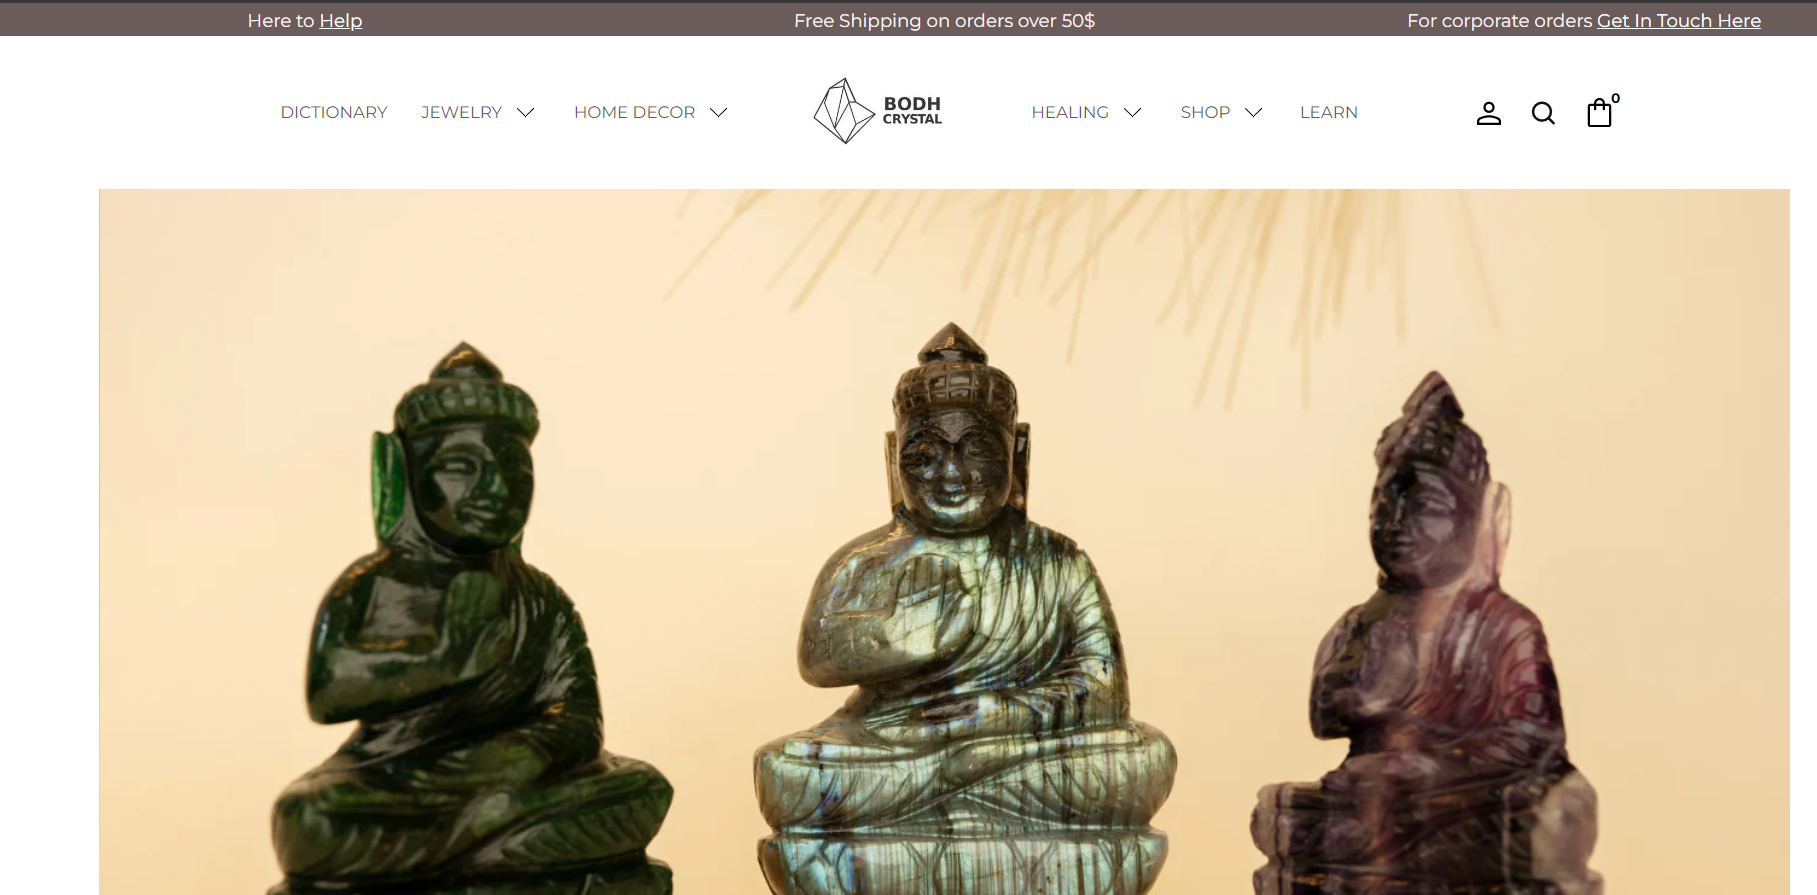 Here to Help
Free Shipping on orders over 50$
For corporate orders Get In Touch Here
DICTIONARY
JEWELRY
HOME DECOR
BODH
CRYSTAL
HEALING
SHOP
LEARN
0